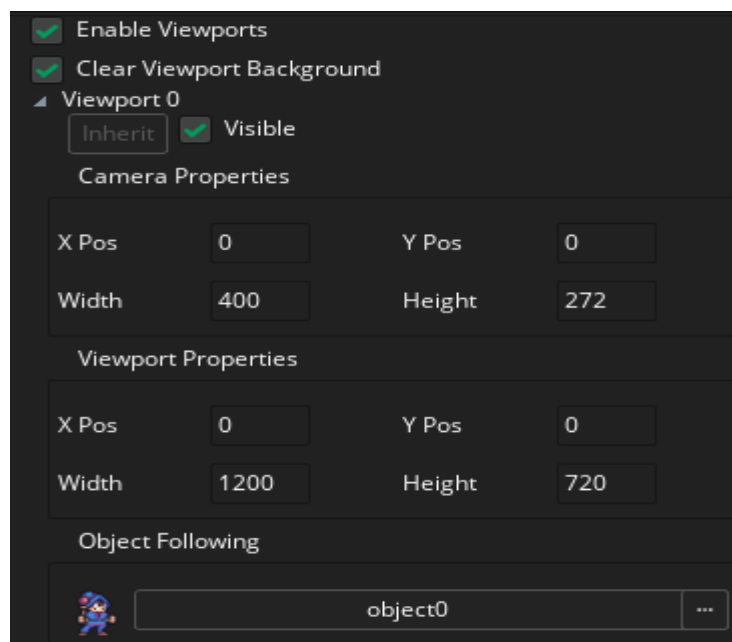 Enable Viewports
Clear Viewport Background
Viewport 0
Inherit Visible
Camera Properties
X Pos 0 Y Pos 0
Width 400 Height 272
Viewport Properties
X Pos 0 Y Pos 0
Width 1200 Height 720
Object Following
object0 ...